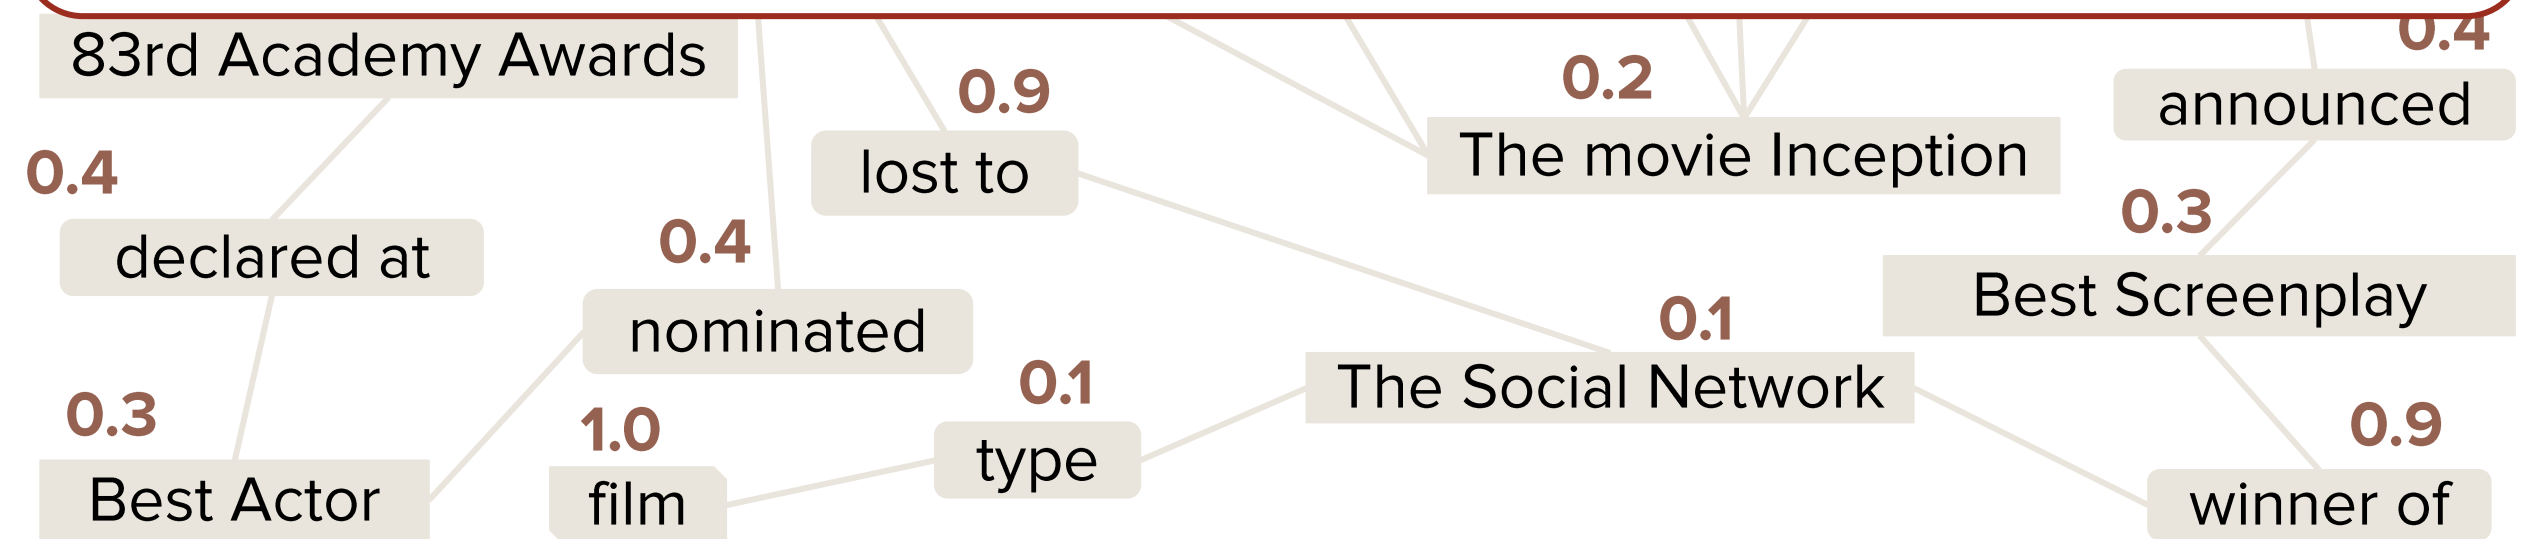 83rd Academy Awards
0.4
0.2
0.9
announced
The movie Inception
0.4
lost to
0.3
0.4
declared at
Best Screenplay
nominated
0.1
0.1
The Social Network
0.3
1.0
0.9
type
Best Actor
film
winner of